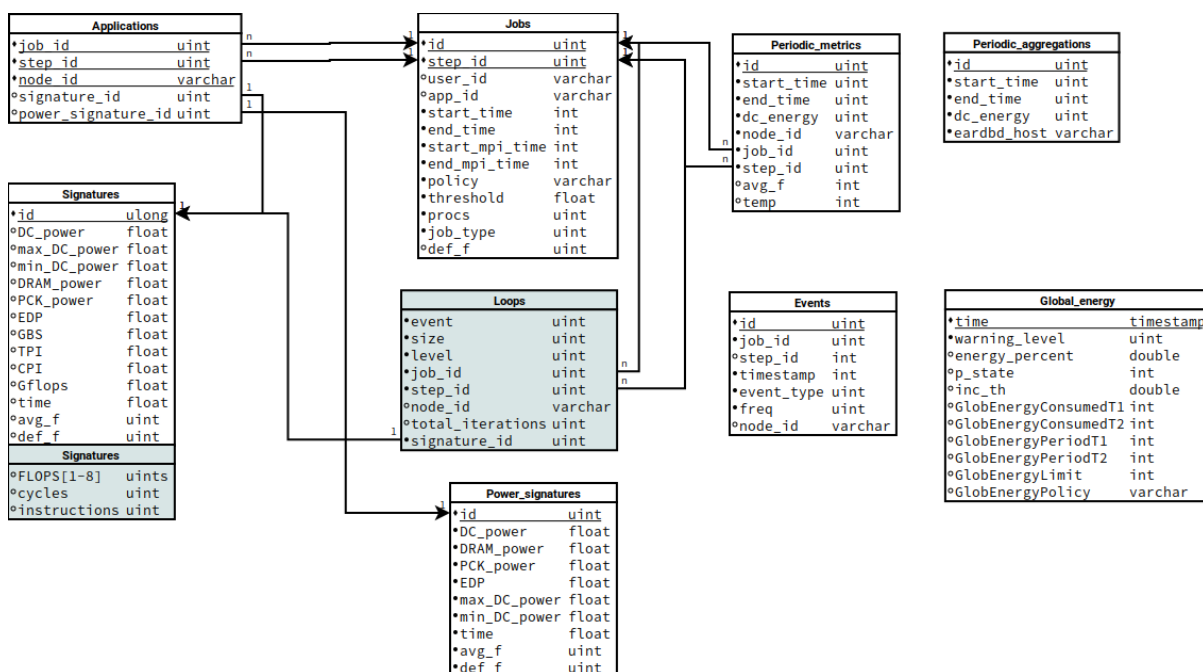 Applications
job_id uint
step_id uint
node_id varchar
signature_id uint
power_signature_id uint
n
n
1
1
1
1
Jobs
id uint
step_id uint
user_id varchar
app_id varchar
start_time int
end_time int
start_mpi_time int
end_mpi_time int
policy varchar
threshold float
procs uint
job_type uint
def_f uint
1
1
Periodic_metrics
id uint
start_time uint
end_time uint
dc_energy uint
node_id varchar
job_id uint
step_id uint
avg_f int
temp int
n
n
Periodic_aggregations
id uint
start_time uint
end_time uint
dc_energy uint
eardbd_host varchar
Signatures
id ulong
DC_power float
max_DC_power float
min_DC_power float
DRAM_power float
PCK_power float
EDP float
GBS float
TPI float
CPI float
Gflops float
time float
avg_f uint
def_f uint
Signatures
FLOPS[1-8] uints
cycles uint
instructions uint
1
Loops
event uint
size uint
level uint
job_id uint
step_id uint
node_id varchar
total_iterations uint
signature_id uint
n
n
1
Events
id uint
job_id uint
step_id int
timestamp int
event_type uint
freq uint
node_id varchar
Global_energy
time timestamp
warning_level uint
energy_percent double
p_state int
inc_th double
GlobEnergyConsumedT1 int
GlobEnergyConsumedT2 int
GlobEnergyPeriodT1 int
GlobEnergyPeriodT2 int
GlobEnergyLimit int
GlobEnergyPolicy varchar
Power_signatures
1
id uint
DC_power float
DRAM_power float
PCK_power float
EDP float
max_DC_power float
min_DC_power float
time float
avg_f uint
def_f uint